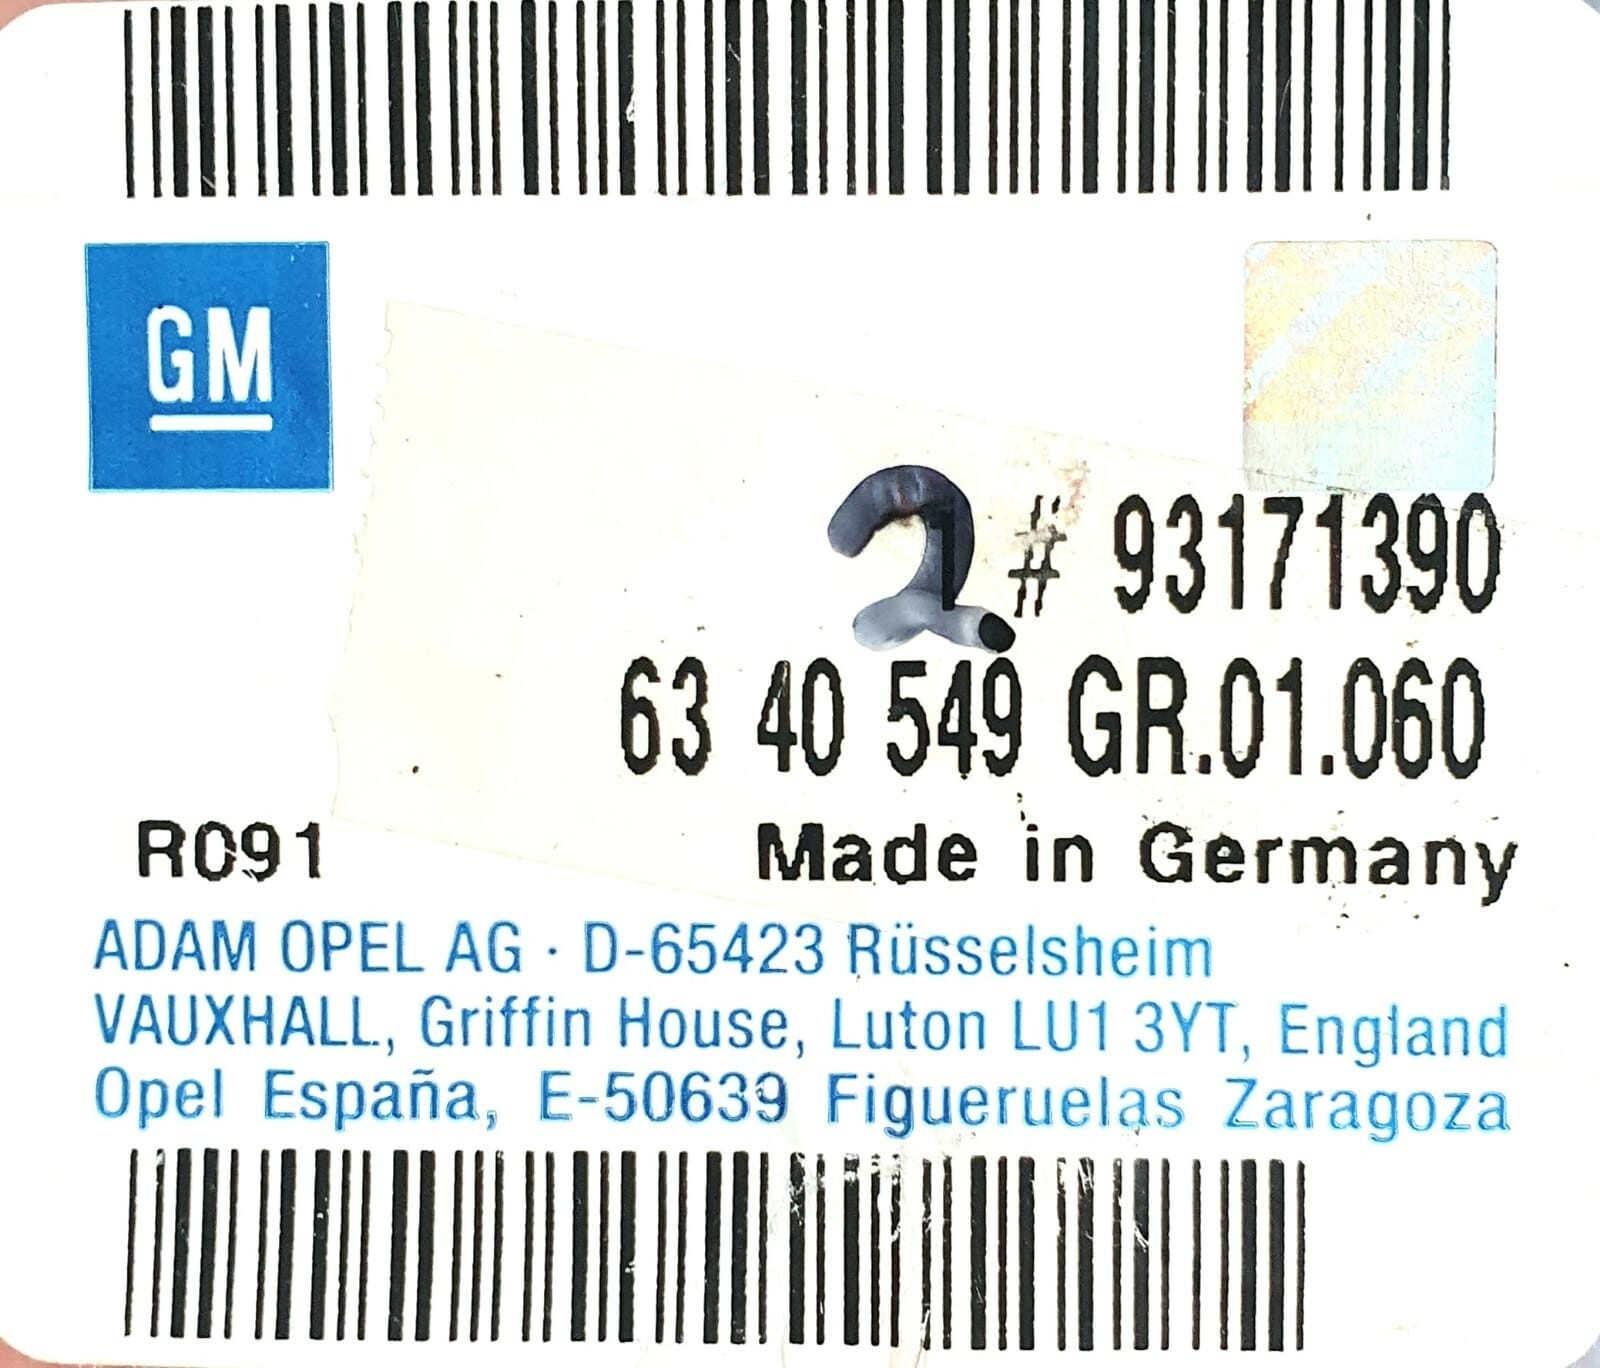 GM
2 # 93171390
63 40 549 GR.01.060
R091 Made in Germany
ADAM OPEL AG · D-65423 Rüsselsheim
VAUXHALL, Griffin House, Luton LU1 3YT, England
Opel España, E-50639 Figueruelas Zaragoza